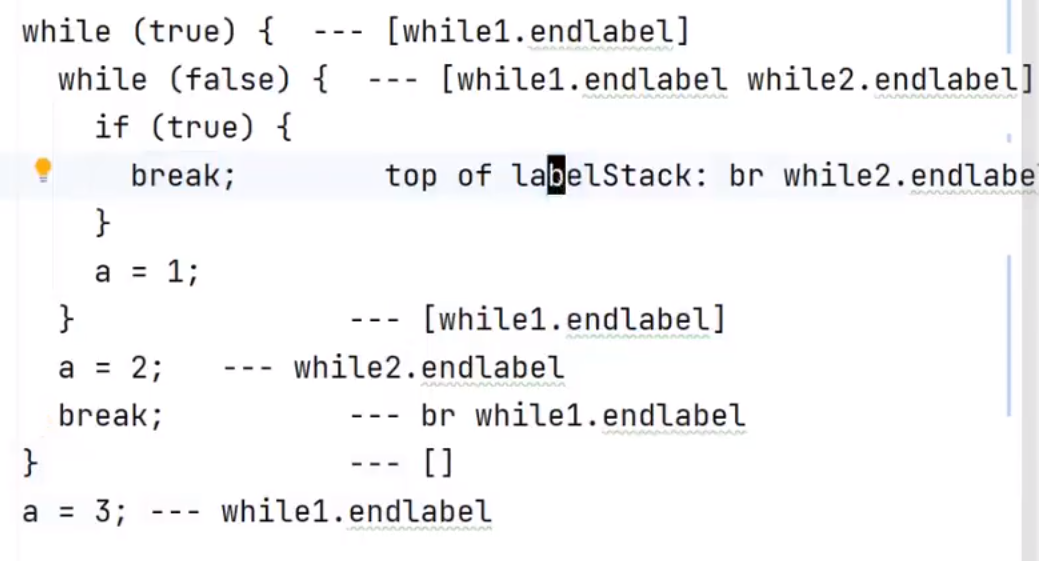 while (true) {  --- [while1.endlabel]
  while (false) {  --- [while1.endlabel while2.endlabel]
    if (true) {
      break;        top of labelStack: br while2.endlabe
    }
    a = 1;
  }               --- [while1.endlabel]
  a = 2;   --- while2.endlabel
  break;          --- br while1.endlabel
}                 --- []
a = 3; --- while1.endlabel